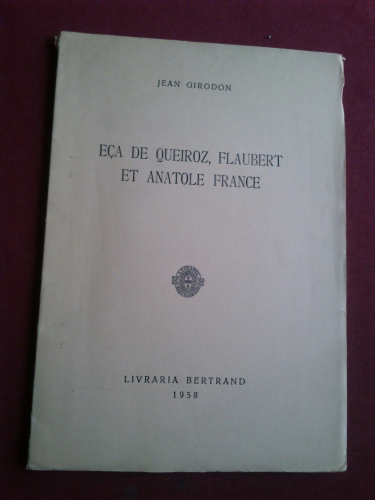 JEAN GIRODON
EÇA DE QUEIROZ, FLAUBERT
ET ANATOLE FRANCE
LIVRARIA BERTRAND
1958